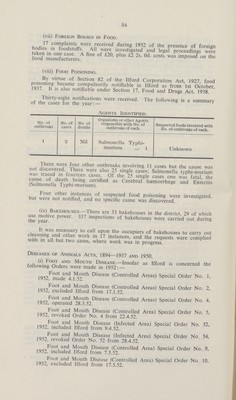 84
(vii) FOREIGN BODIES IN FOOD.
17 complaints were received during 1952 of the presence of foreign
bodies in foodstuffs. All were investigated and legal proceedings were
taken in one case. A fine of £20, plus £2 2s. 0d. costs was imposed on the
food manufacturers.
(viii) FOOD POISONING.
By virtue of Section 82 of the Ilford Corporation Act, 1937, food
poisoning became compulsorily notifiable in Ilford as from 1st October,
1937. It is also notifiable under Section 17, Food and Drugs Act, 1938.
Thirty-eight notifications were received. The following is a summary
of the cases for the year:—
AGENTS IDENTIFIED.
No. of outbreak No. of cases No. of deaths Organisms or other Agents responsible with No. of outbreaks of each. Suspected foods involved with No. of outbreaks of each.
1 2 Nil Salmonella Typhi-murium — 1 Unknown
There were four other outbreaks involving 11 cases but the cause was
not discovered. There were also 25 single cases. Salmonella typhi-murium
was traced in fourteen cases. Of the 25 single cases one was fatal, the
cause of death being certified as Cerebral haemorrhage and Enteritis
(Salmonella Typhi-murium).
Four other instances of suspected food poisoning were investigated,
but were not notified, and no specific cause was discovered.
(ix) BAKEHOUSES—There are 31 bakehouses in the district, 29 of which
use motive power. 117 inspections of bakehouses were carried out during
the year.
It was necessary to call upon the occupiers of bakehouses to carry out
cleansing and other work in 17 instances, and the requests were complied
with in all but two cases, where work was in progress.
DISEASES OF ANIMALS ACTS, 1894—1937 AND 1950.
(i) FOOT AND MOUTH DISEASE.—Insofar as Ilford is concerned the
following Orders were made in 1952:—
Foot and Mouth Disease (Controlled Areas) Special Order No. 1,
1952, made 4.1.52.
Foot and Mouth Disease (Controlled Areas) Special Order No. 2,
1952, excluded Ilford from 17.1.52.
Foot and Mouth Disease (Controlled Areas) Special Order No. 4,
1952, operated 28.3.52.
Foot and Mouth Disease (Controlled Areas) Special Order No. 5,
1952, revoked Order No. 4 from 22.4.52.
Foot and Mouth Disease (Infected Areas) Special Order No. 32,
1952, included Ilford from 9.4.52.
Foot and Mouth Disease (Infected Areas) Special Order No. 54,
1952, revoked Order No. 52 from 28.4.52.
Foot and Mouth Disease (Controlled Areas) Special Order No. 8,
1952, included Ilford from 7.5.52.
Foot and Mouth Disease (Controlled Areas) Special Order No. 10,
1952, excluded Ilford from 17.5.52.